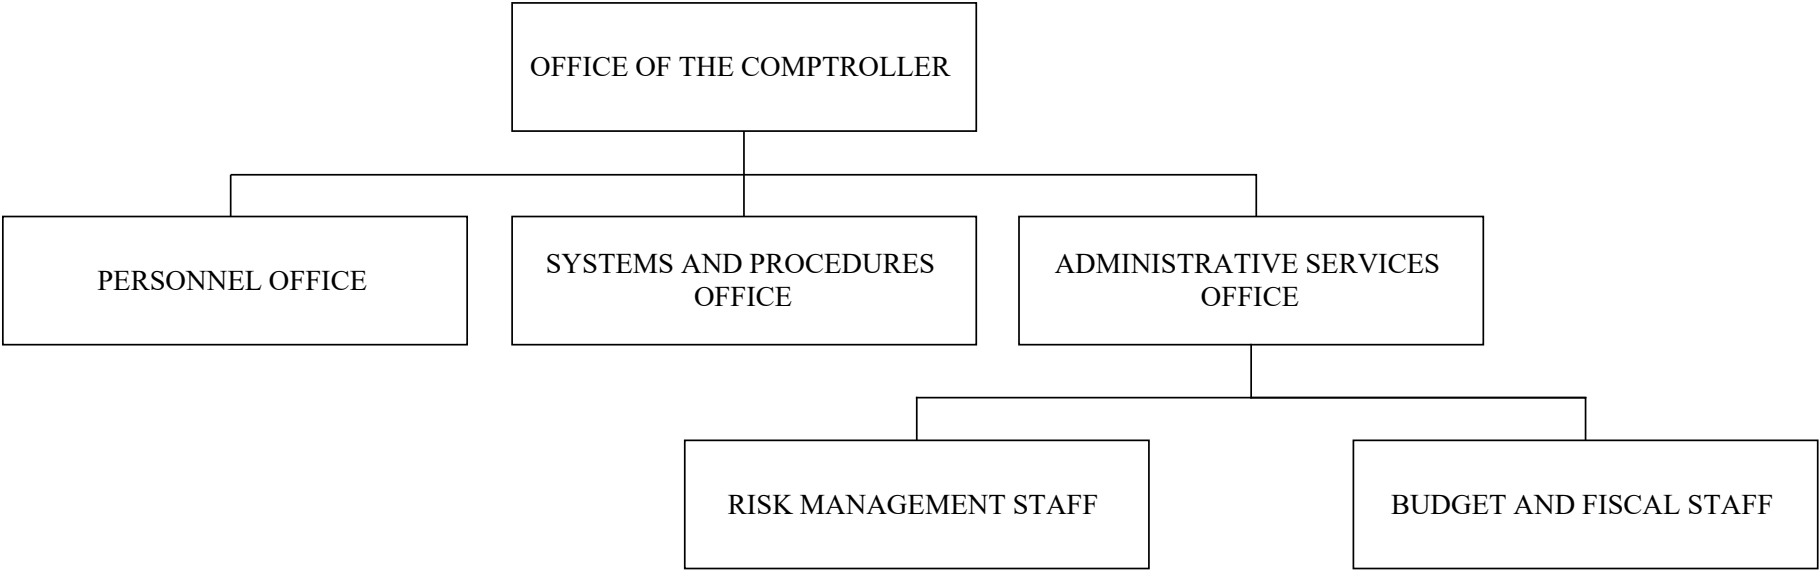 OFFICE OF THE COMPTROLLER
PERSONNEL OFFICE
SYSTEMS AND PROCEDURES
OFFICE
ADMINISTRATIVE SERVICES
OFFICE
RISK MANAGEMENT STAFF
BUDGET AND FISCAL STAFF